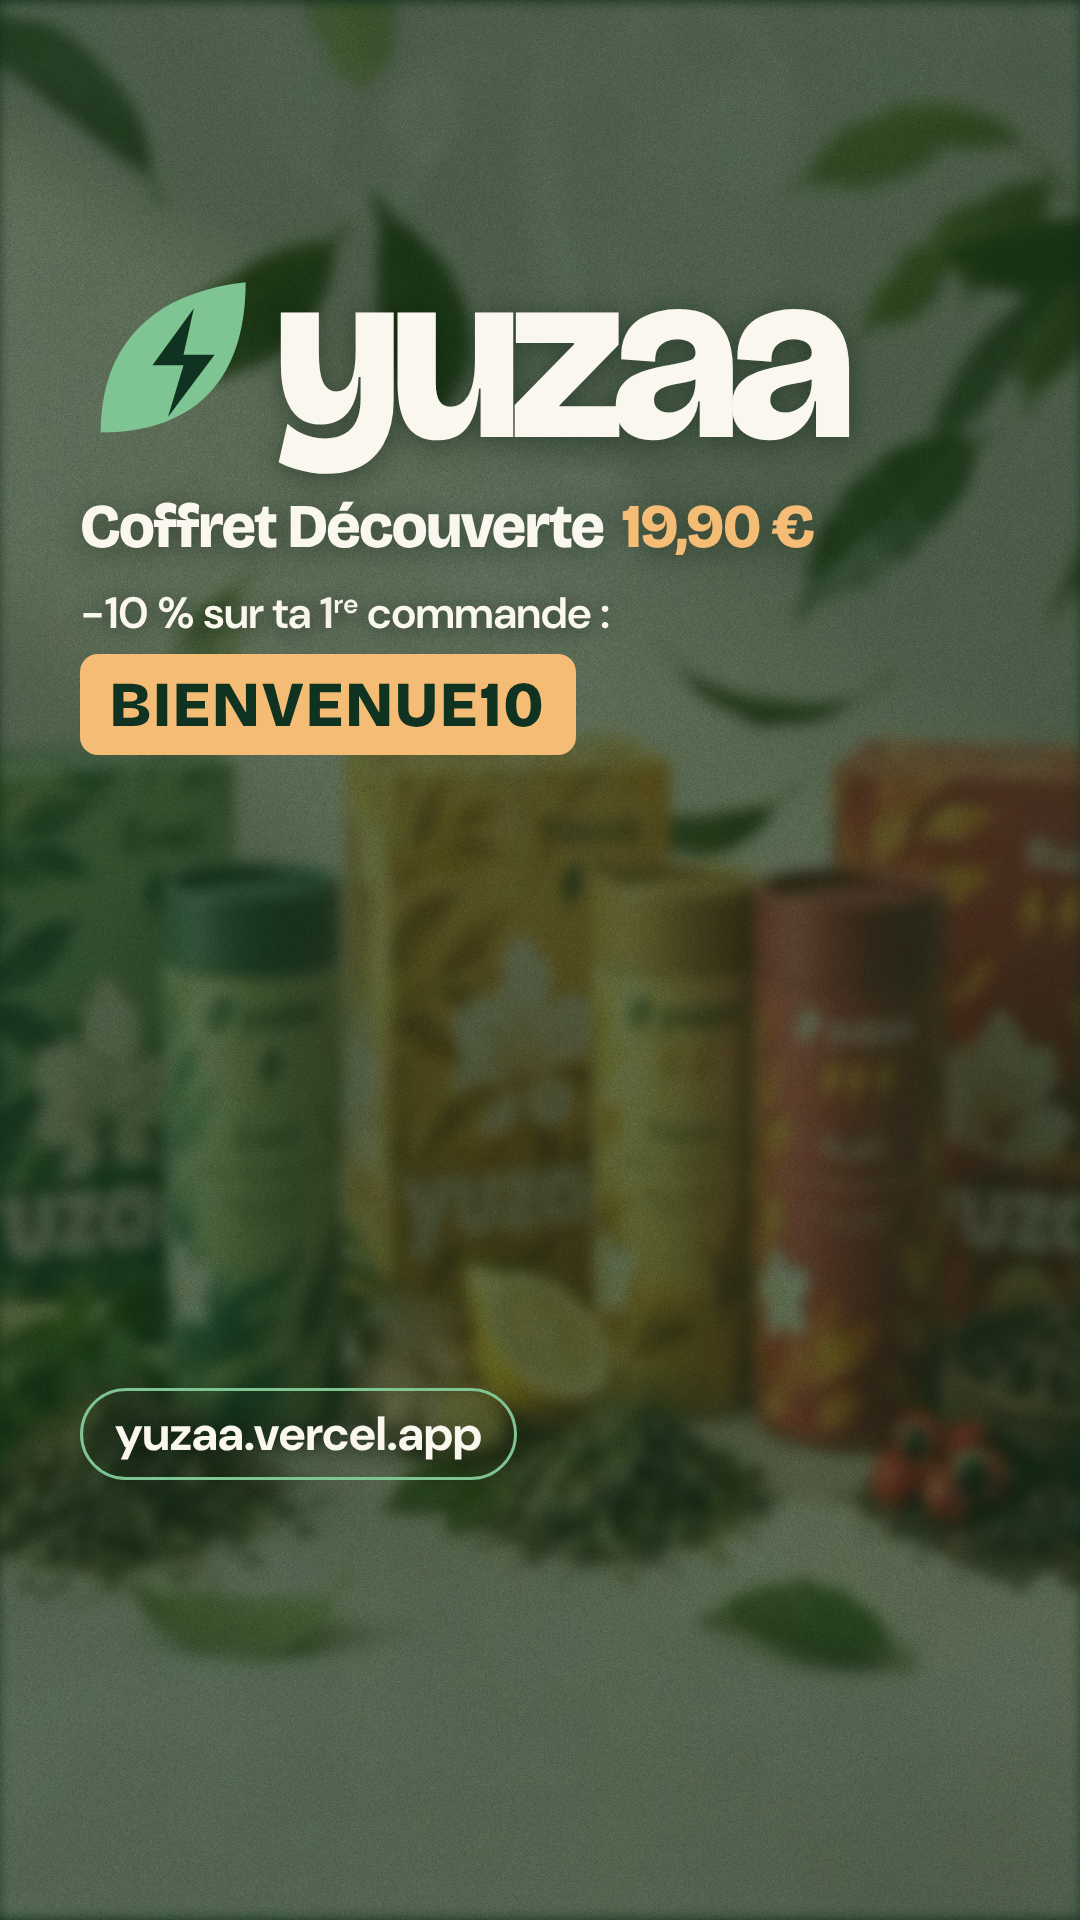 yuzaa
Coffret Découverte 19,90 €
−10 % sur ta 1re commande :
BIENVENUE10
yuzaa.vercel.app